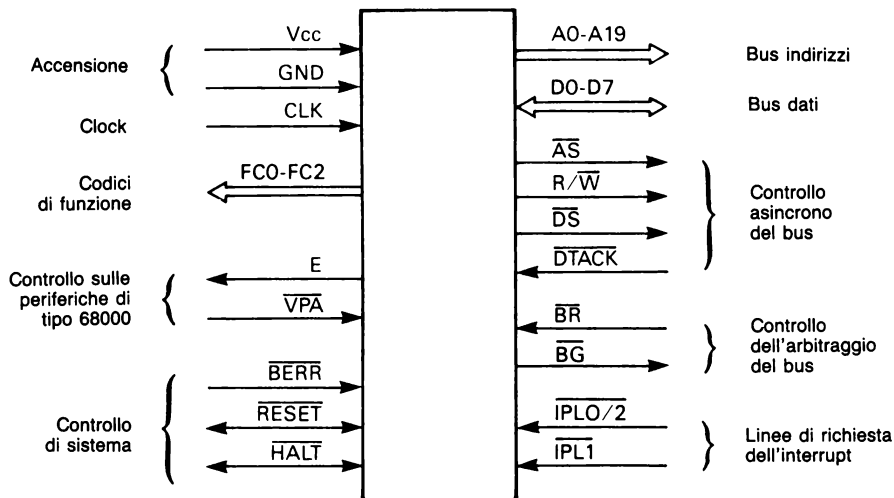 Accensione
Vcc
GND
Clock
CLK
Codici
di funzione
FC0-FC2
Controllo sulle
periferiche di
tipo 68000
E
VPA
Controllo
di sistema
BERR
RESET
HALT
A0-A19
Bus indirizzi
D0-D7
Bus dati
AS
R/W
DS
DTACK
Controllo
asincrono
del bus
BR
BG
Controllo
dell'arbitraggio
del bus
IPL0/2
IPL1
Linee di richiesta
dell'interrupt